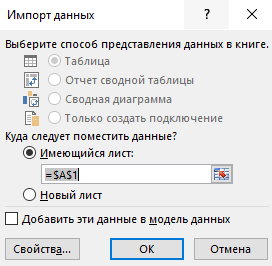 Импорт данных
?
Выберите способ представления данных в книге.
Таблица
Отчет сводной таблицы
Сводная диаграмма
Только создать подключение
Куда следует поместить данные?
Имеющийся лист:
=$A$1
Новый лист
Добавить эти данные в модель данных
Свойства...
ОК
Отмена